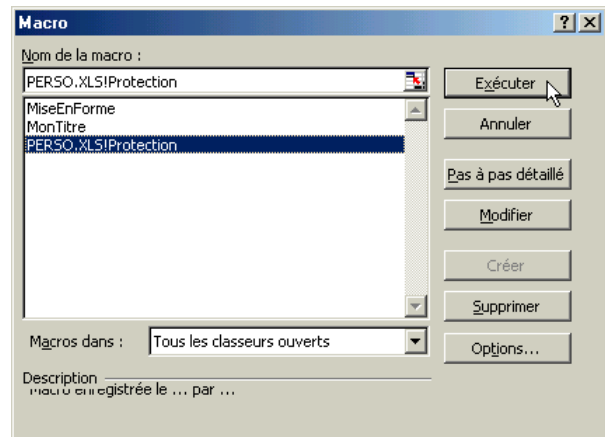 Macro
Nom de la macro :
PERSO.XLS!Protection
MiseEnForme
MonTitre
PERSO.XLS!Protection
Exécuter
Annuler
Pas à pas détaillé
Modifier
Créer
Supprimer
Options...
Macros dans : Tous les classeurs ouverts
Description
Macro enregistrée le ... par ...